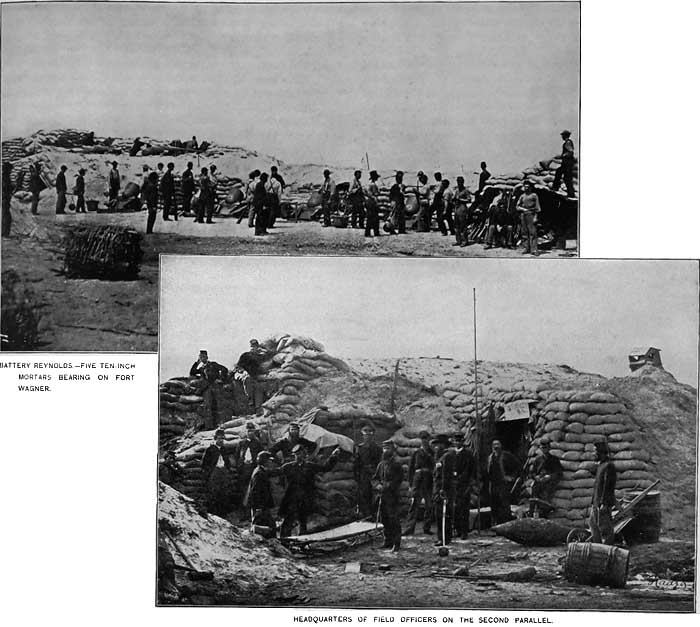 BATTERY REYNOLDS.—FIVE TEN-INCH
MORTARS BEARING ON FORT
WAGNER.
HEADQUARTERS OF FIELD OFFICERS ON THE SECOND PARALLEL.